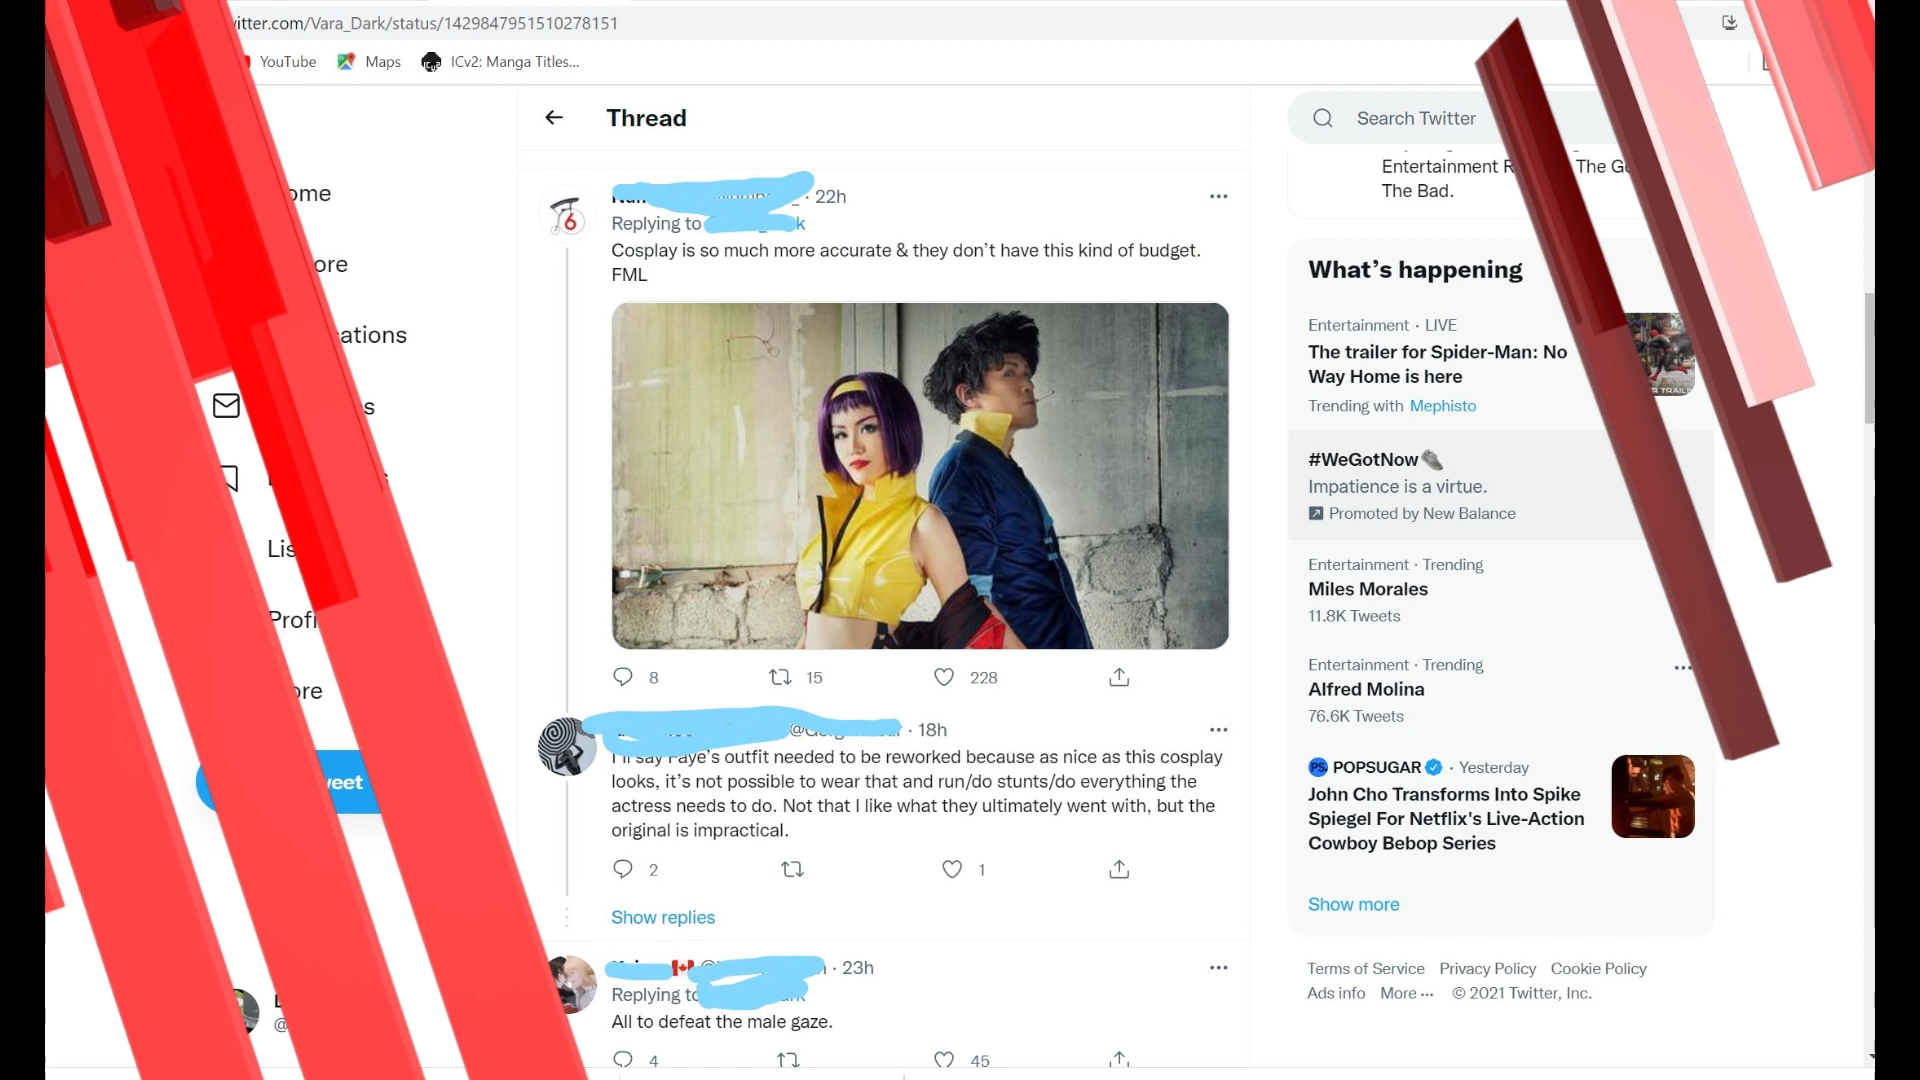 itter.com/Vara_Dark/status/1429847951510278151
YouTube Maps ICv2: Manga Titles...
Thread
Search Twitter
· 22h
Replying to
Cosplay is so much more accurate & they don't have this kind of budget.
FML
6
8 15 228
· 18h
I'll say Faye's outfit needed to be reworked because as nice as this cosplay
looks, it's not possible to wear that and run/do stunts/do everything the
actress needs to do. Not that I like what they ultimately went with, but the
original is impractical.
2 1
Show replies
· 23h
Replying to
All to defeat the male gaze.
4 45
ome
ore
ations
s
Lis
Profi
ore
weet
Entertainment R The Go
The Bad.
What's happening
Entertainment · LIVE
The trailer for Spider-Man: No
Way Home is here
Trending with Mephisto
#WeGotNow
Impatience is a virtue.
Promoted by New Balance
Entertainment · Trending
Miles Morales
11.8K Tweets
Entertainment · Trending
Alfred Molina
76.6K Tweets
PS. POPSUGAR · Yesterday
John Cho Transforms Into Spike
Spiegel For Netflix's Live-Action
Cowboy Bebop Series
Show more
Terms of Service Privacy Policy Cookie Policy
Ads info More ··· © 2021 Twitter, Inc.